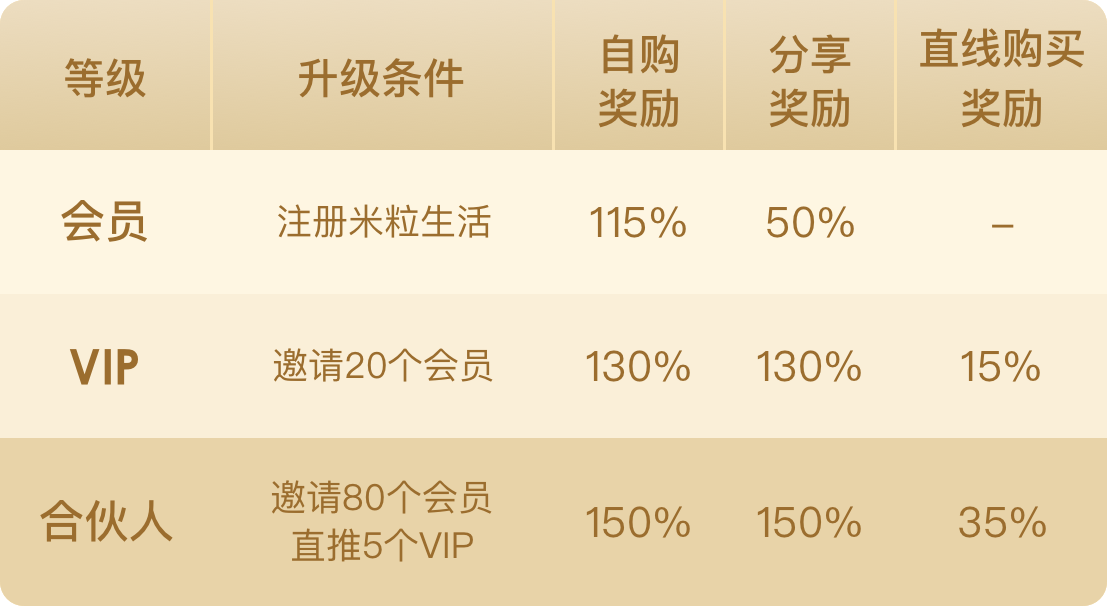 等级 升级条件 自购奖励 分享奖励 直线购买奖励
会员 注册米粒生活 115% 50% –
VIP 邀请20个会员 130% 130% 15%
合伙人 邀请80个会员 直推5个VIP 150% 150% 35%